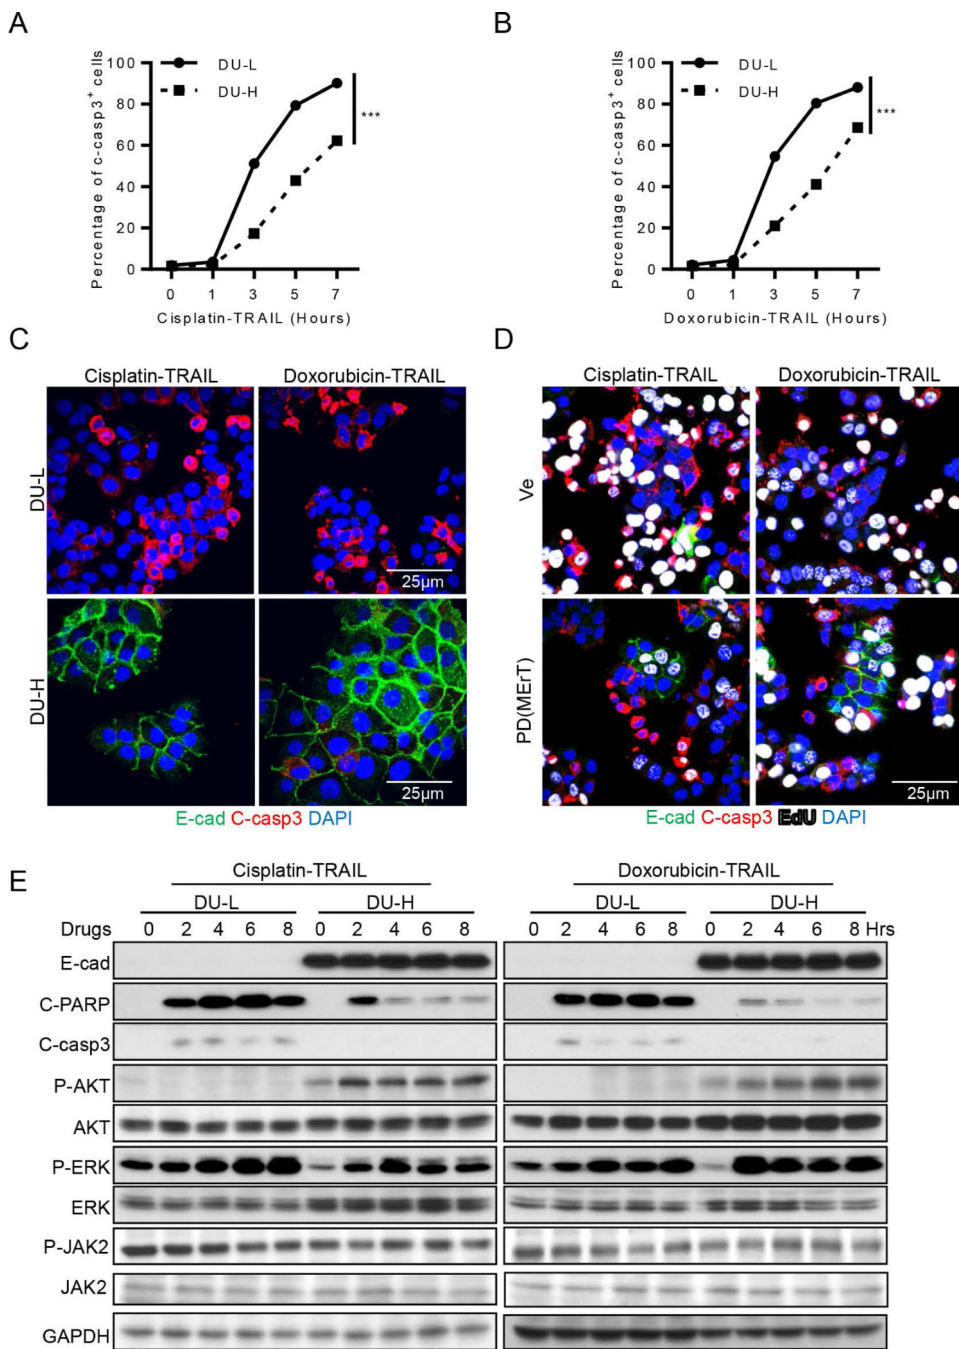 A
B
100
80
60
40
20
0
Percentage of c-casp3+ cells
DU-L
DU-H
***
0 1 3 5 7
Cisplatin-TRAIL (Hours)
100
80
60
40
20
0
Percentage of c-casp3+ cells
DU-L
DU-H
***
0 1 3 5 7
Doxorubicin-TRAIL (Hours)
C
Cisplatin-TRAIL Doxorubicin-TRAIL
DU-L
25μm
DU-H
25μm
E-cad C-casp3 DAPI
D
Cisplatin-TRAIL Doxorubicin-TRAIL
Ve
PD(MErT)
25μm
E-cad C-casp3 EdU DAPI
E
Cisplatin-TRAIL Doxorubicin-TRAIL
DU-L DU-H DU-L DU-H
Drugs 0 2 4 6 8 0 2 4 6 8 0 2 4 6 8 0 2 4 6 8 Hrs
E-cad
C-PARP
C-casp3
P-AKT
AKT
P-ERK
ERK
P-JAK2
JAK2
GAPDH